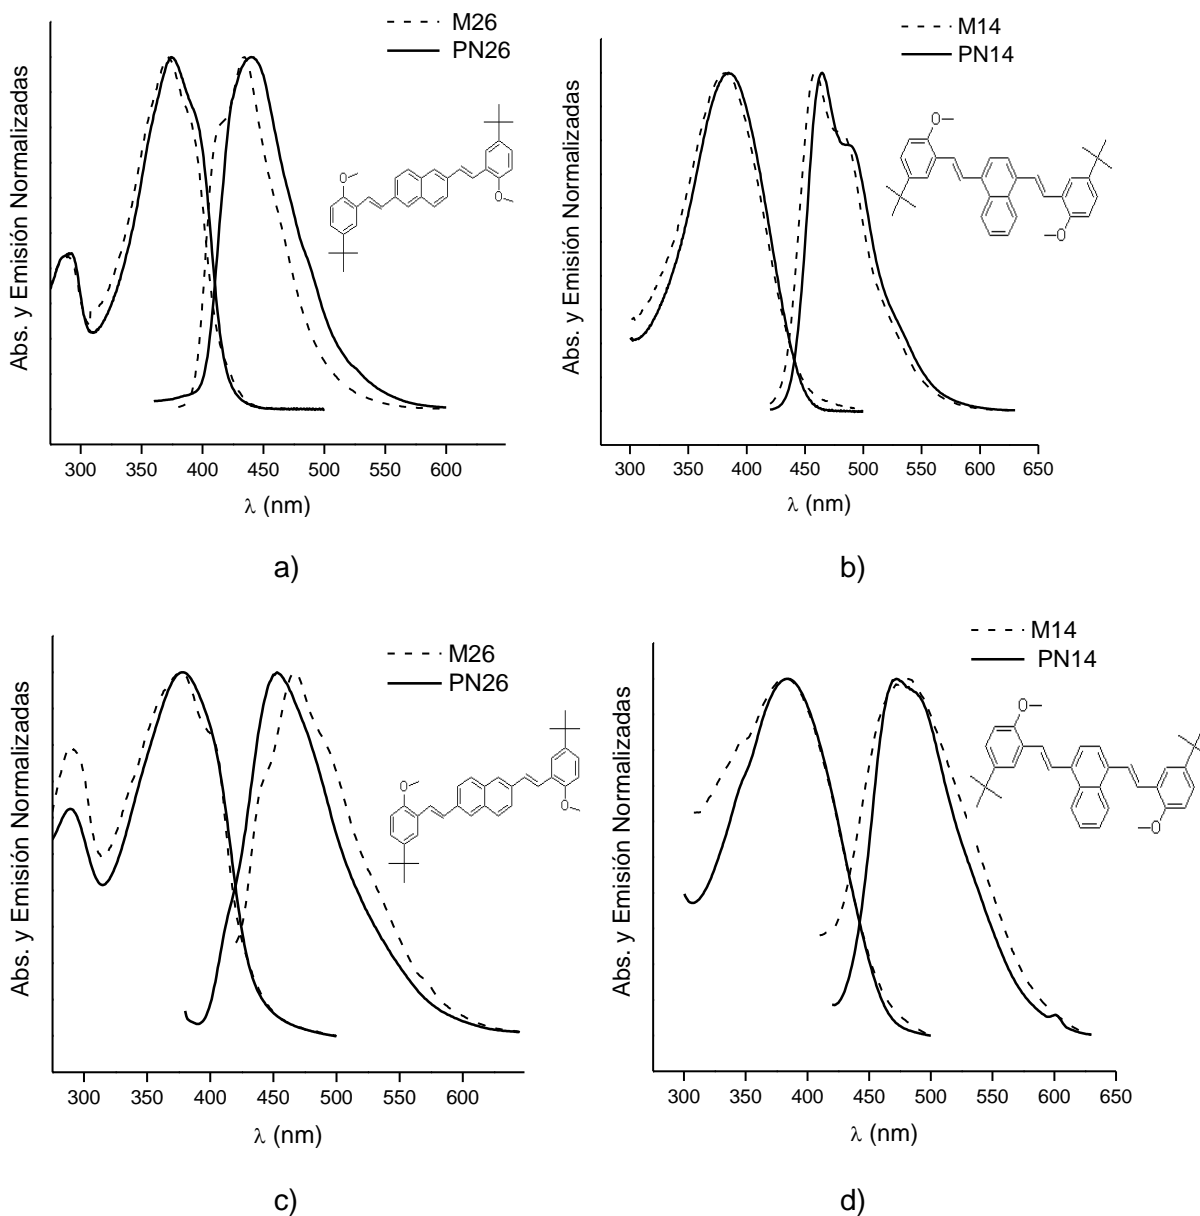 M26
PN26
Abs. y Emisión Normalizadas
O
O
300 350 400 450 500 550 600
λ (nm)
a)
M14
PN14
Abs. y Emisión Normalizadas
O
O
300 350 400 450 500 550 600 650
λ (nm)
b)
M26
PN26
Abs. y Emisión Normalizadas
O
O
300 350 400 450 500 550 600
λ (nm)
c)
M14
PN14
Abs. y Emisión Normalizadas
O
O
300 350 400 450 500 550 600 650
λ (nm)
d)